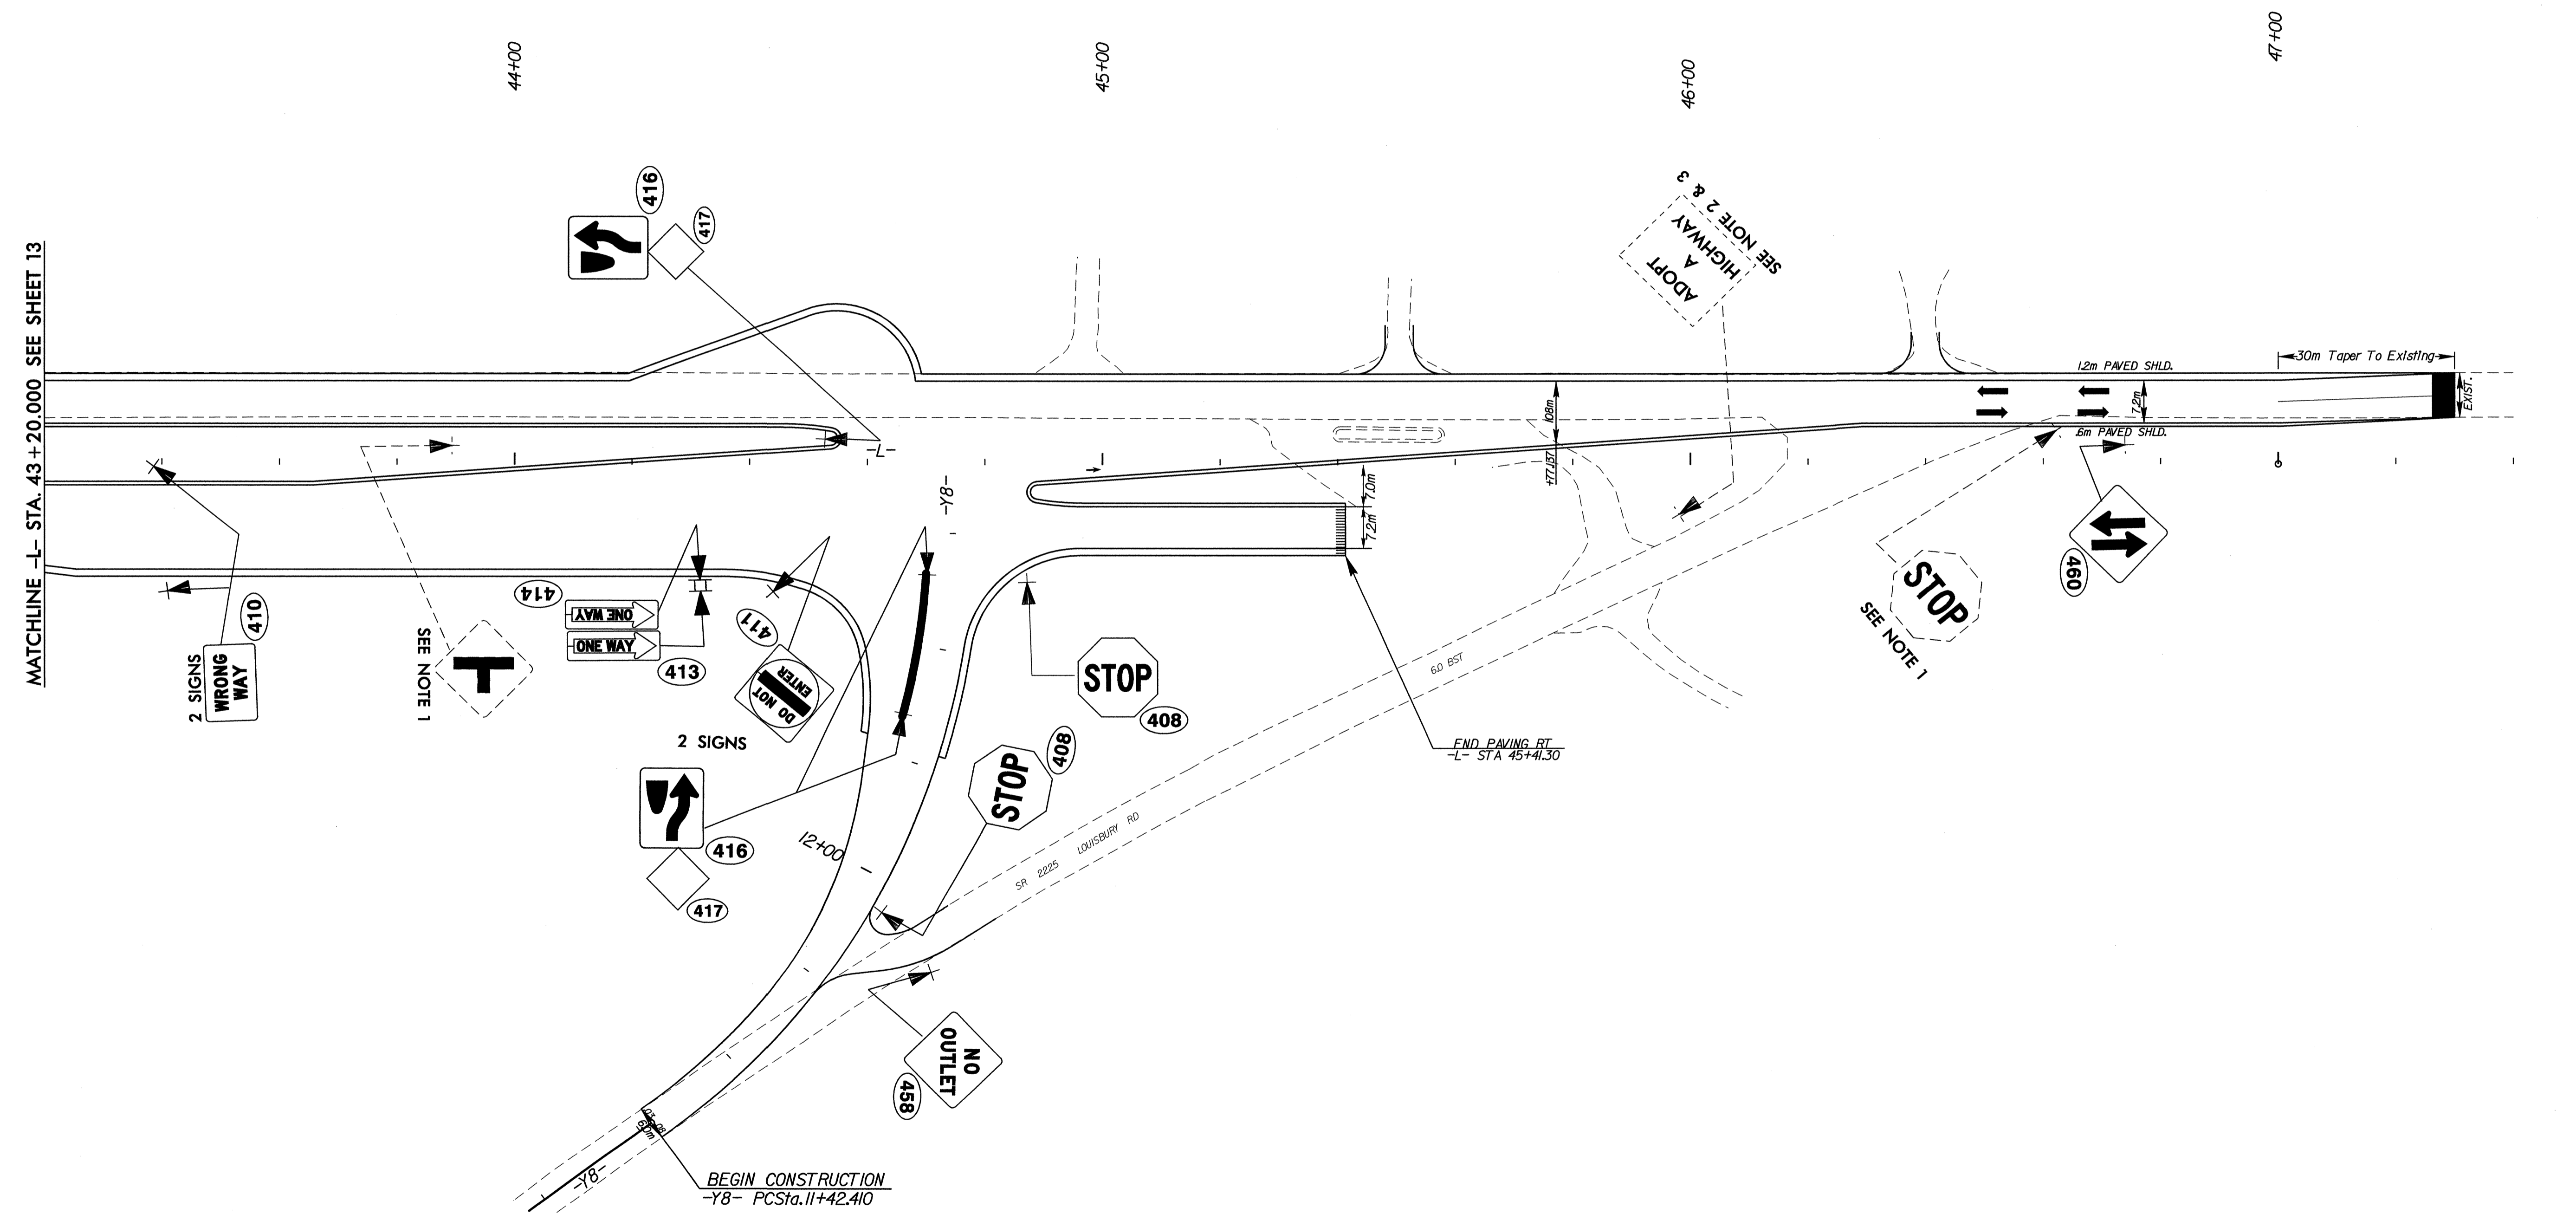 44+00
45+00
46+00
47+00
MATCHLINE -L- STA. 43+20.000 SEE SHEET 13
416
417
SEE NOTE 2 & 3
ADOPT
A
HIGHWAY
30m Taper To Existing
1.2m PAVED SHLD.
EXIST.
7.2m
.6m PAVED SHLD.
10.8m
+77.137
-L-
-Y8-
7.0m
7.2m
410
2 SIGNS
WRONG
WAY
SEE NOTE 1
T
414
ONE WAY
ONE WAY
413
411
DO NOT
ENTER
2 SIGNS
STOP
408
STOP
408
416
417
12+00
END PAVING RT
-L- STA 45+41.30
6.0 BST
SR 2225 LOUISBURY RD
STOP
SEE NOTE 1
460
NO
OUTLET
458
6.0m
-Y8-
BEGIN CONSTRUCTION
-Y8- PCSta.11+42.410